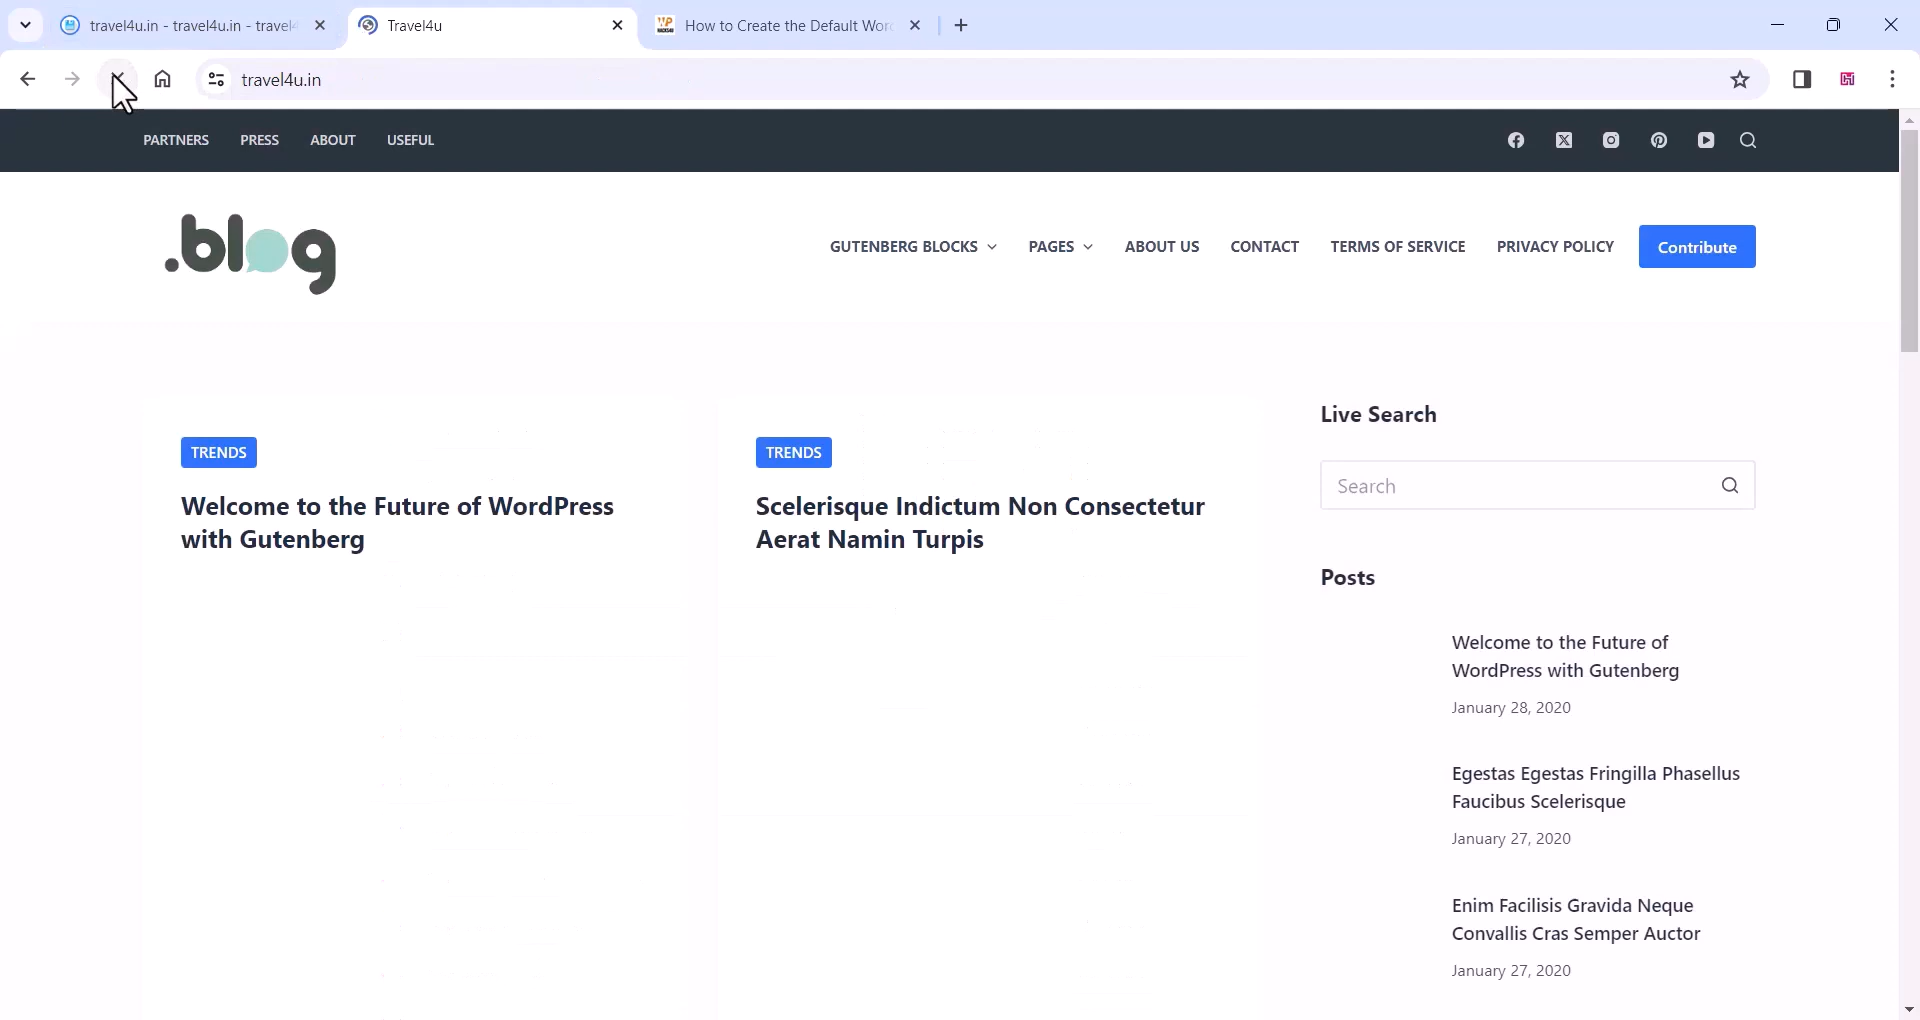 travel4u.in - travel4u.in - travel4
Travel4u
How to Create the Default Wor
travel4u.in
PARTNERS PRESS ABOUT USEFUL
.blog
GUTENBERG BLOCKS PAGES ABOUT US CONTACT TERMS OF SERVICE PRIVACY POLICY Contribute
TRENDS
Welcome to the Future of WordPress
with Gutenberg
TRENDS
Scelerisque Indictum Non Consectetur
Aerat Namin Turpis
Live Search
Search
Posts
Welcome to the Future of
WordPress with Gutenberg
January 28, 2020
Egestas Egestas Fringilla Phasellus
Faucibus Scelerisque
January 27, 2020
Enim Facilisis Gravida Neque
Convallis Cras Semper Auctor
January 27, 2020